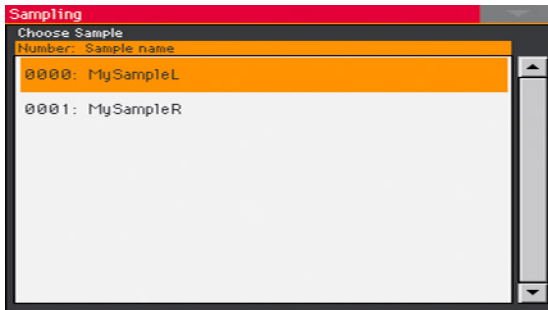 Sampling
Choose Sample
Number: Sample name
0000: MySampleL
0001: MySampleR